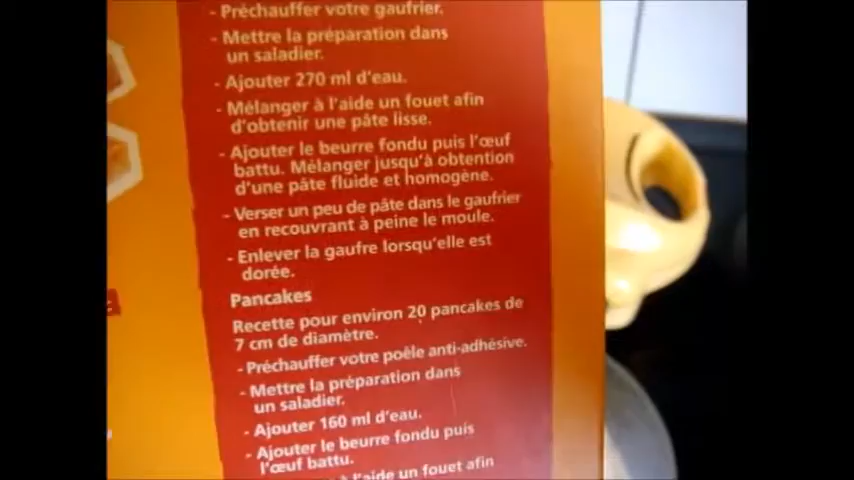 - Préchauffer votre gaufrier.
- Mettre la préparation dans
un saladier.
- Ajouter 270 ml d'eau.
- Mélanger à l'aide un fouet afin
d'obtenir une pâte lisse.
- Ajouter le beurre fondu puis l'œuf
battu. Mélanger jusqu'à obtention
d'une pâte fluide et homogène.
- Verser un peu de pâte dans le gaufrier
en recouvrant à peine le moule.
- Enlever la gaufre lorsqu'elle est
dorée.
Pancakes
Recette pour environ 20 pancakes de
7 cm de diamètre.
- Préchauffer votre poêle anti-adhésive.
- Mettre la préparation dans
un saladier.
- Ajouter 160 ml d'eau.
- Ajouter le beurre fondu puis
l'œuf battu.
à l'aide un fouet afin